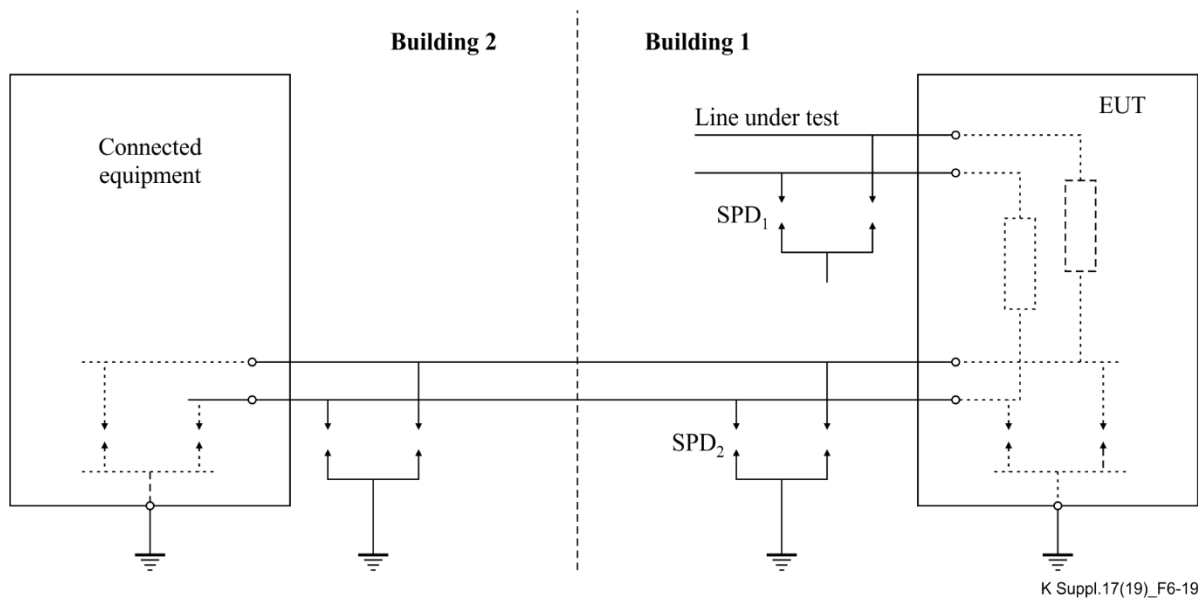 Building 2
Building 1
Connected
equipment
Line under test
EUT
SPD₁
SPD₂
K Suppl.17(19)_F6-19